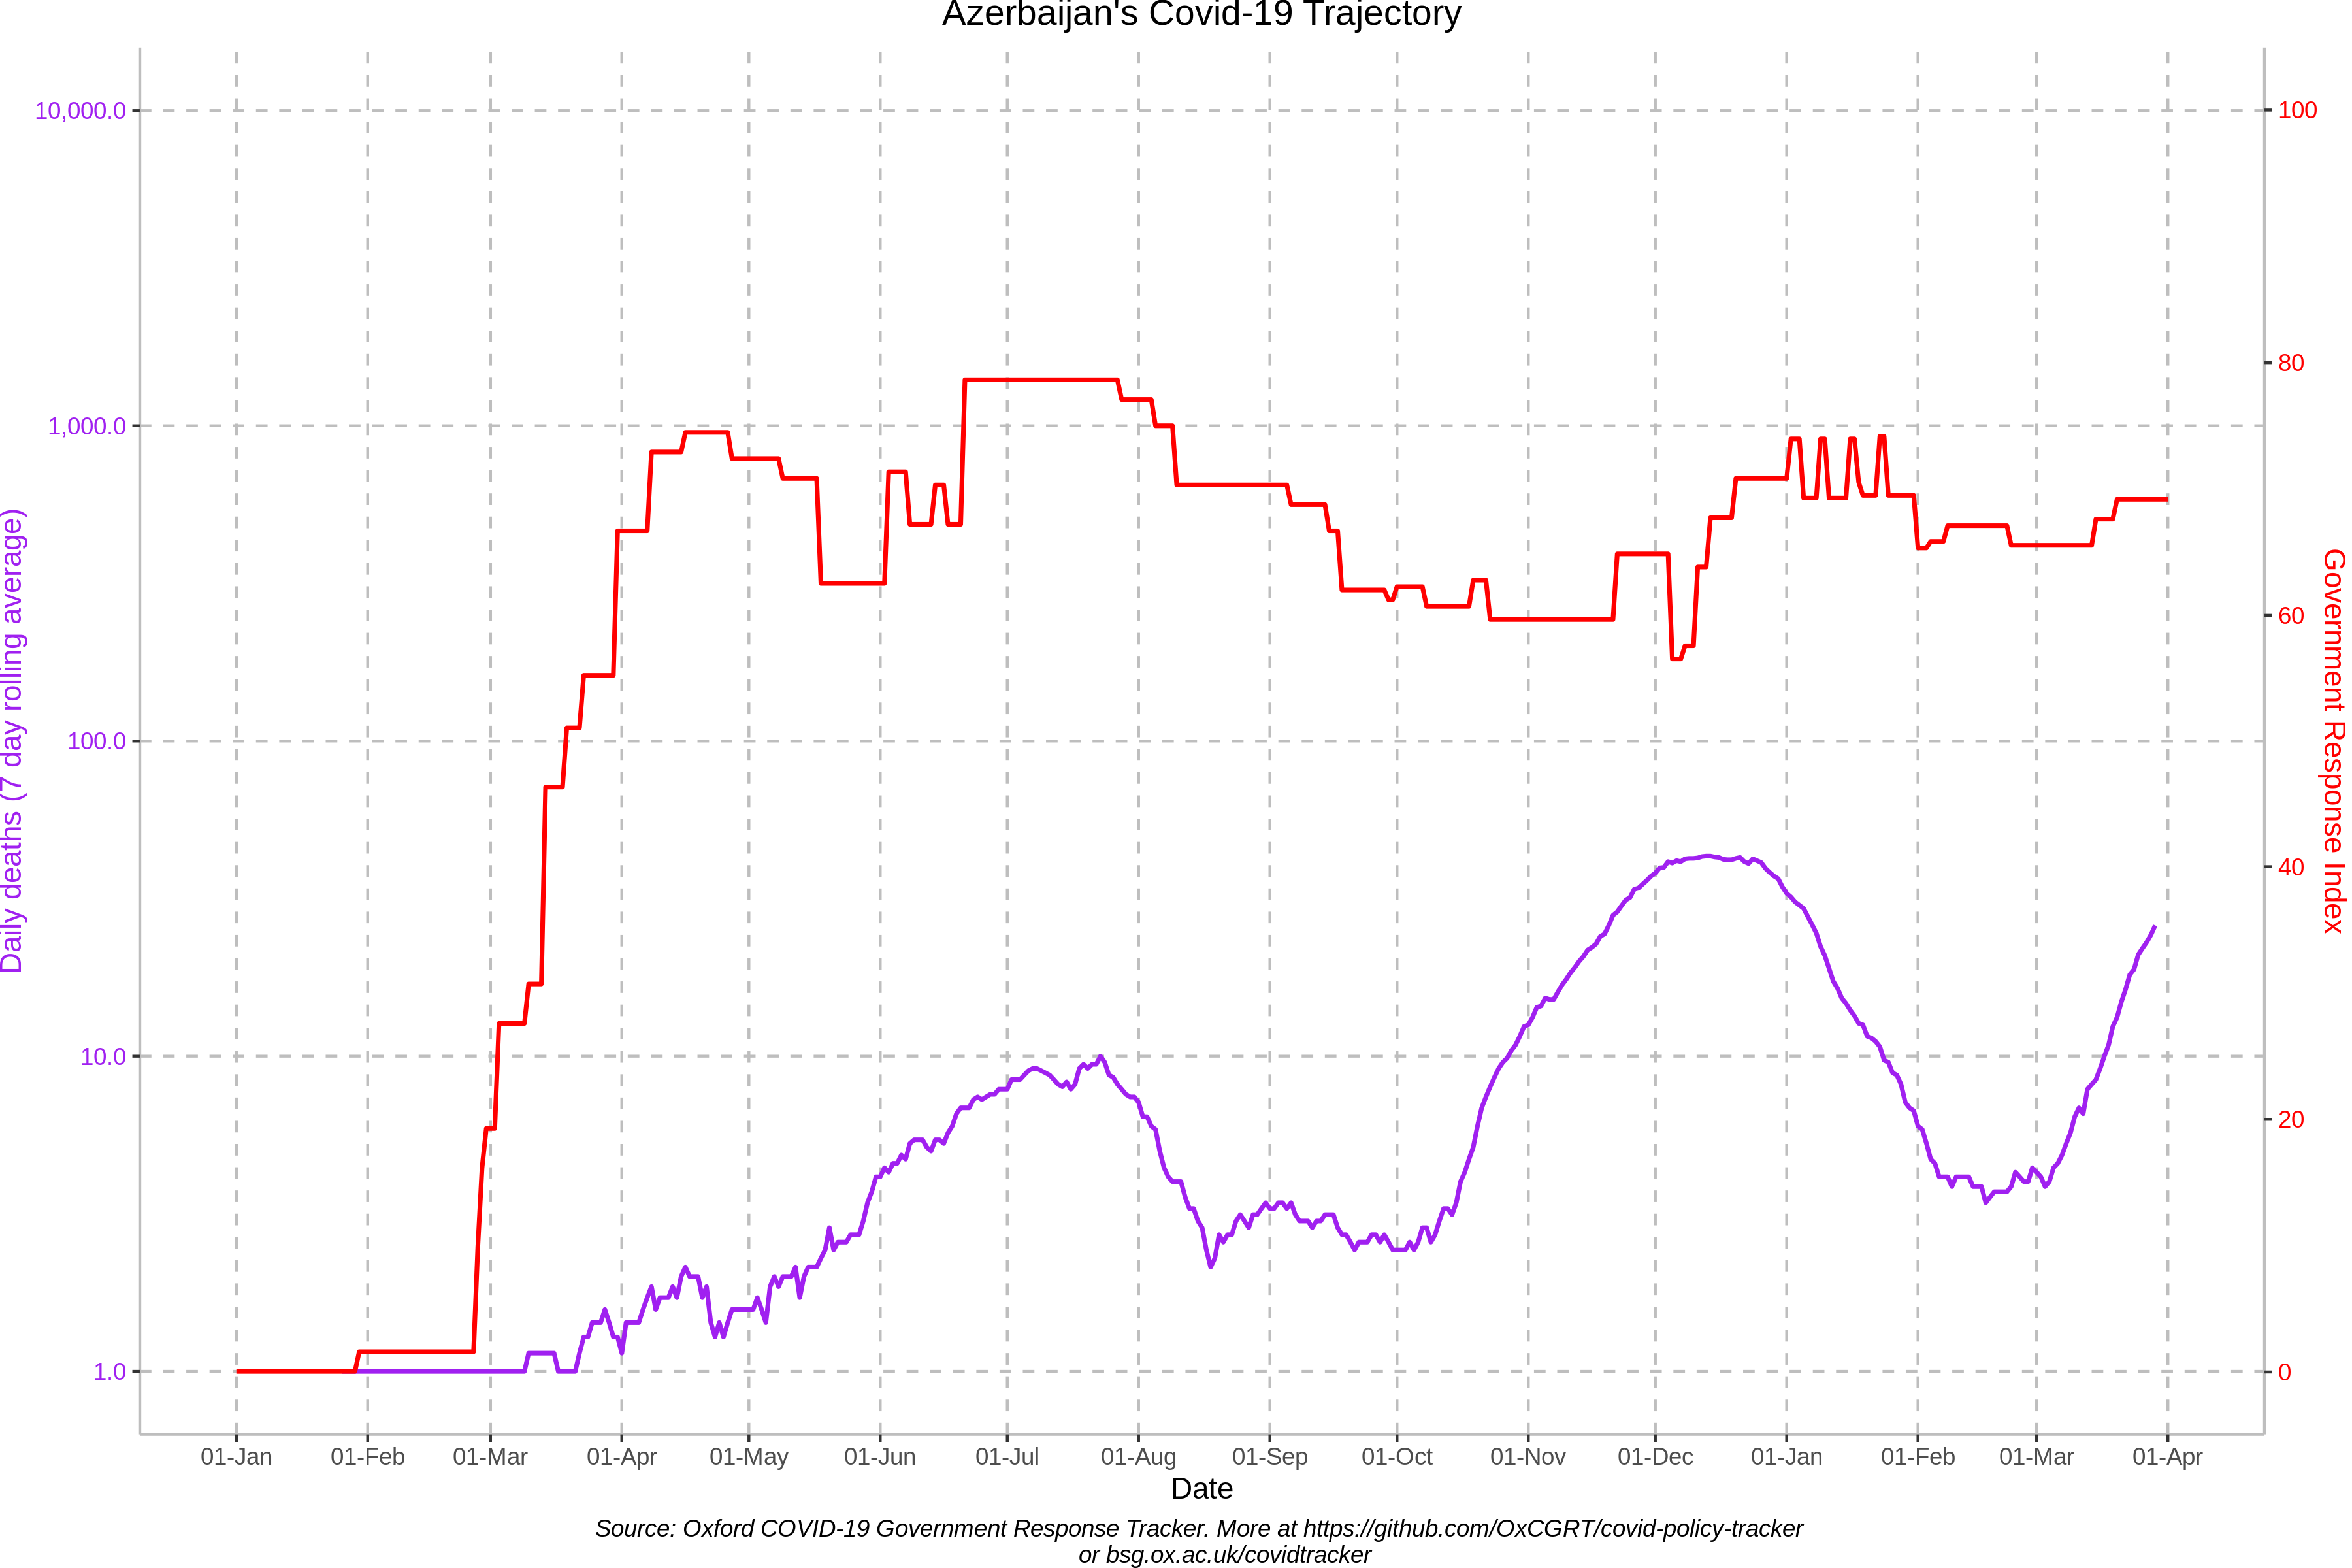 Azerbaijan's Covid-19 Trajectory
10,000.0
1,000.0
100.0
10.0
1.0
Daily deaths (7 day rolling average)
100
80
60
40
20
0
Government Response Index
01-Jan 01-Feb 01-Mar 01-Apr 01-May 01-Jun 01-Jul 01-Aug 01-Sep 01-Oct 01-Nov 01-Dec 01-Jan 01-Feb 01-Mar 01-Apr
Date
Source: Oxford COVID-19 Government Response Tracker. More at https://github.com/OxCGRT/covid-policy-tracker
or bsg.ox.ac.uk/covidtracker